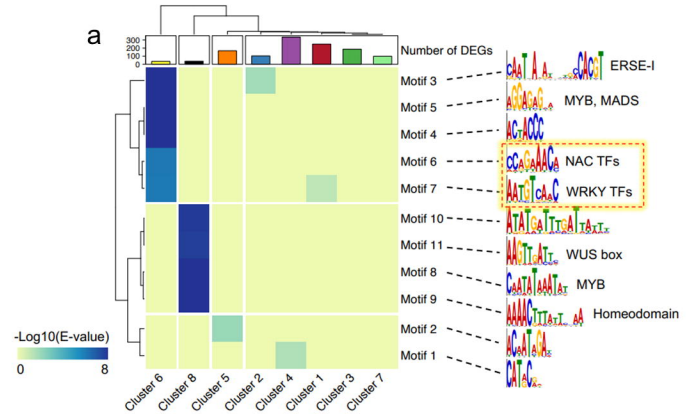 a
300
200
100
0
Number of DEGs
Motif 3
ERSE-I
Motif 5
MYB, MADS
Motif 4
Motif 6
NAC TFs
Motif 7
WRKY TFs
Motif 10
Motif 11
WUS box
Motif 8
MYB
Motif 9
Homeodomain
Motif 2
Motif 1
-Log10(E-value)
0 8
Cluster 6
Cluster 8
Cluster 5
Cluster 2
Cluster 4
Cluster 1
Cluster 3
Cluster 7